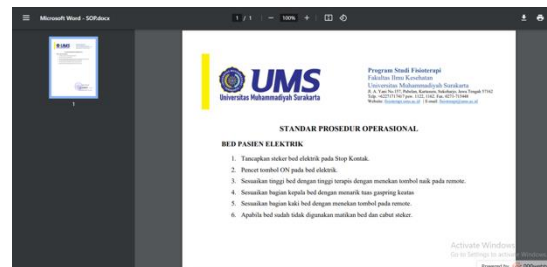 Microsoft Word - SOP.docx
1 / 1
100%
1
UMS
Universitas Muhammadiyah Surakarta
Program Studi Fisioterapi
Fakultas Ilmu Kesehatan
Universitas Muhammadiyah Surakarta
STANDAR PROSEDUR OPERASIONAL
BED PASIEN ELEKTRIK
1. Tancapkan steker bed elektrik pada Stop Kontak.
2. Pencet tombol ON pada bed elektrik.
3. Sesuaikan tinggi bed dengan tinggi terapis dengan menekan tombol naik pada remote.
4. Sesuaikan bagian kepala bed dengan menarik tuas gaspring keatas
5. Sesuaikan bagian kaki bed dengan menekan tombol pada remote.
6. Apabila bed sudah tidak digunakan matikan bed dan cabut steker.
Activate Windows
Go to Settings to activate Windows.
Powered by